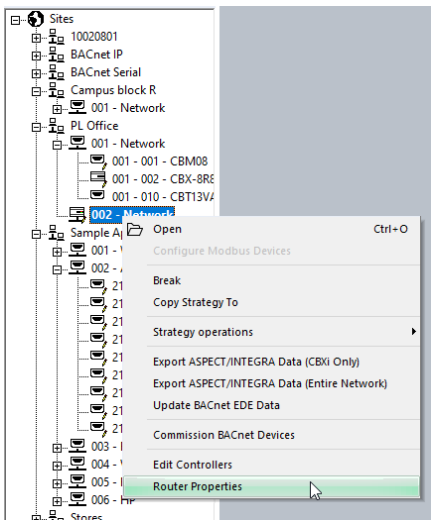 Sites
10020801
BACnet IP
BACnet Serial
Campus block R
001 - Network
PL Office
001 - Network
001 - 001 - CBM08
001 - 002 - CBX-8R8
001 - 010 - CBT13VA
002 - Network
Sample Ap
Open Ctrl+O
001 - V
Configure Modbus Devices
002 - A
21
Break
21
Copy Strategy To
21
Strategy operations
21
21
Export ASPECT/INTEGRA Data (CBXi Only)
21
Export ASPECT/INTEGRA Data (Entire Network)
21
Update BACnet EDE Data
21
Commission BACnet Devices
003 -
004 - V
Edit Controllers
005 -
Router Properties
006 - HP
Stores